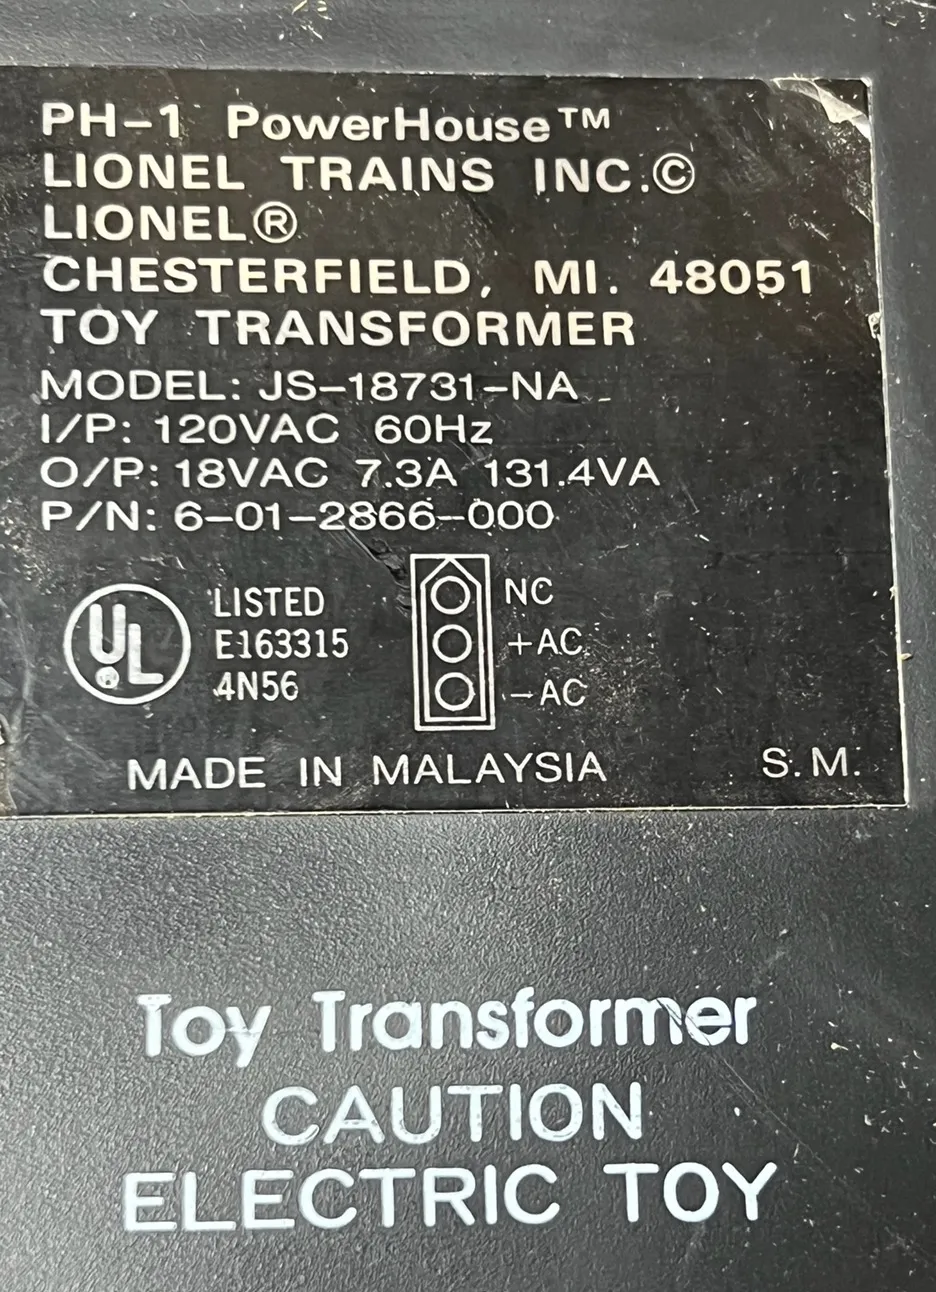 PH-1 PowerHouse™
LIONEL TRAINS INC.©
LIONEL®
CHESTERFIELD, MI. 48051
TOY TRANSFORMER
MODEL: JS-18731-NA
I/P: 120VAC 60Hz
O/P: 18VAC 7.3A 131.4VA
P/N: 6-01-2866-000
UL®
LISTED
E163315
4N56
NC
+AC
-AC
MADE IN MALAYSIA S.M.
Toy Transformer
CAUTION
ELECTRIC TOY